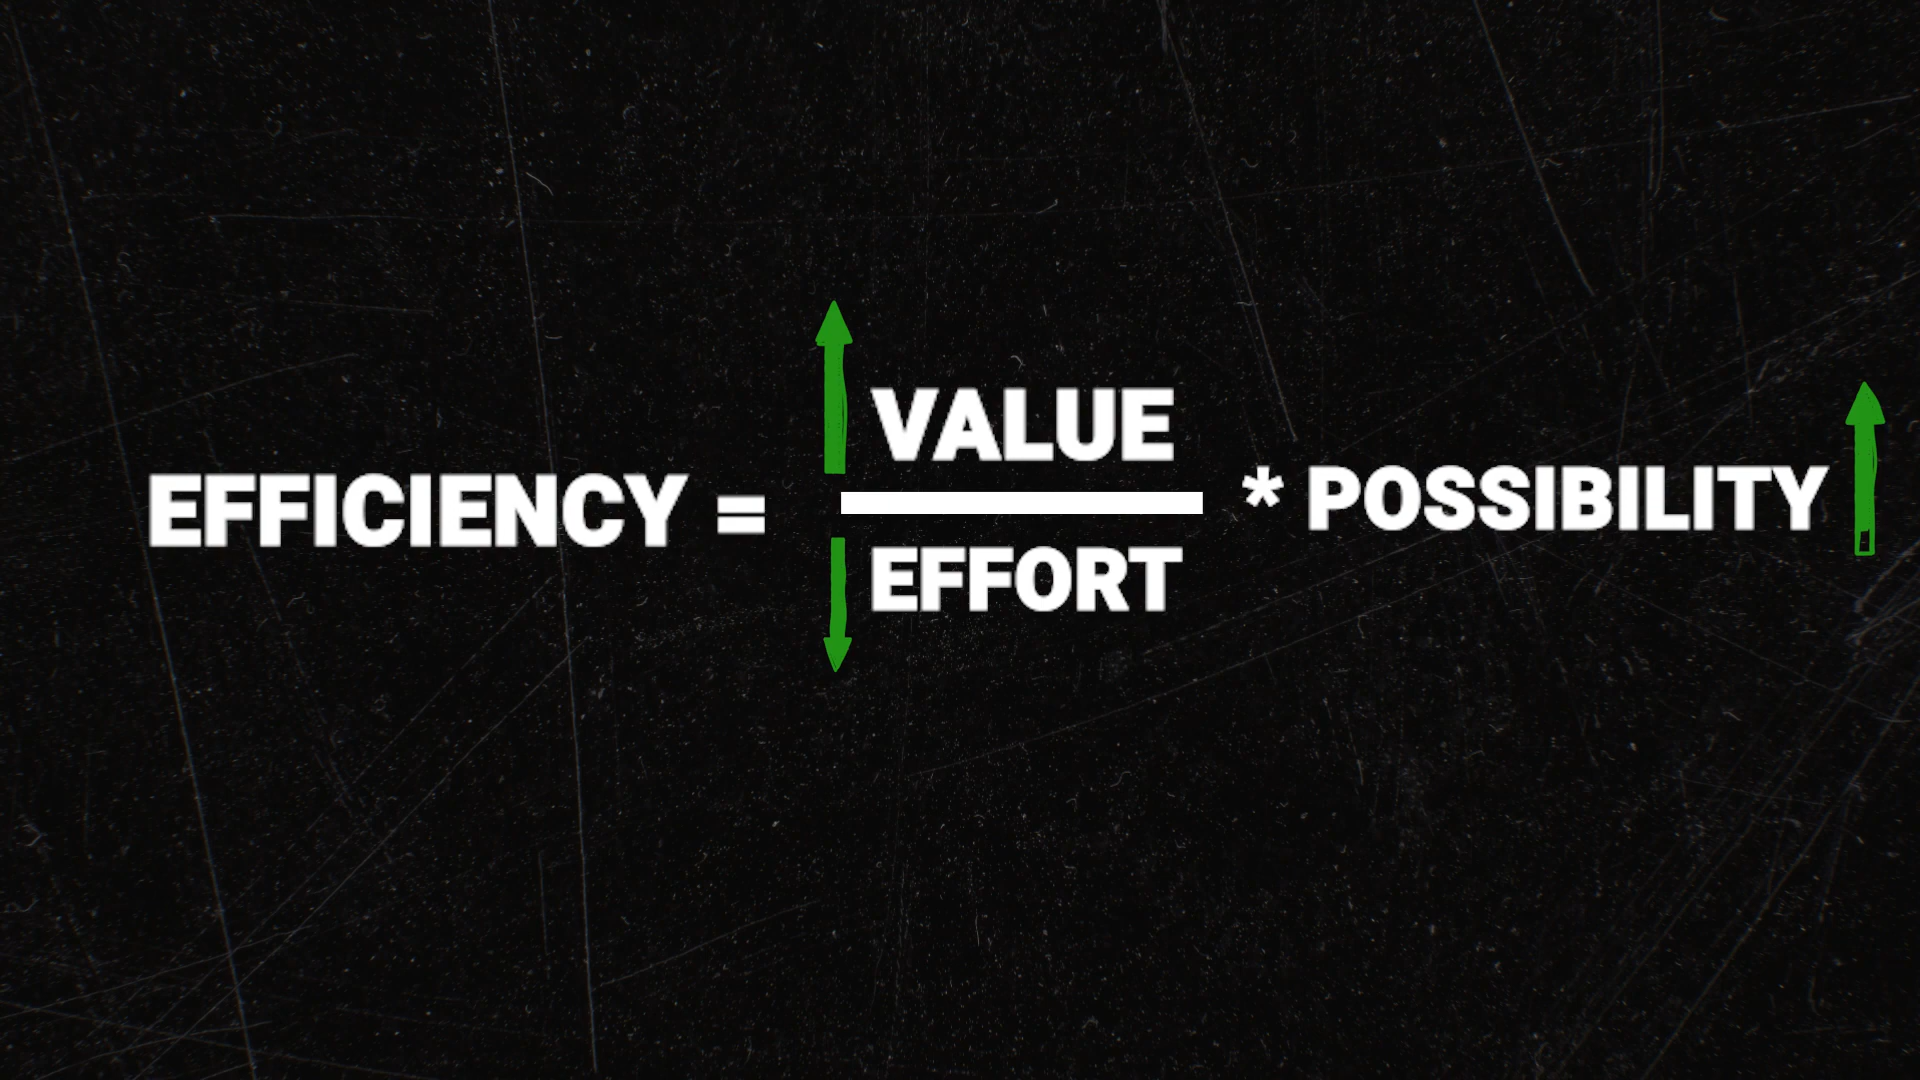 VALUE
EFFICIENCY = * POSSIBILITY
EFFORT